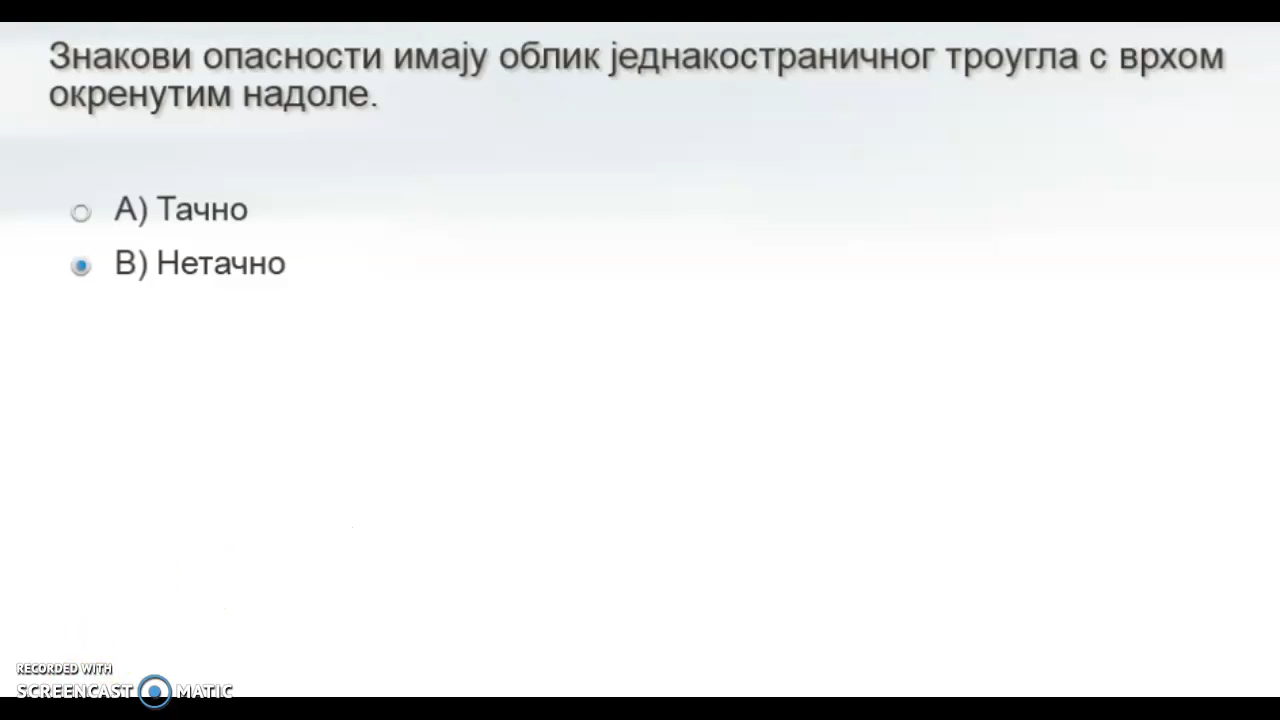 Знакови опасности имају облик једнакостраничног троугла с врхом
окренутим надоле.
А) Тачно
В) Нетачно
RECORDED WITH
SCREENCAST MATIC